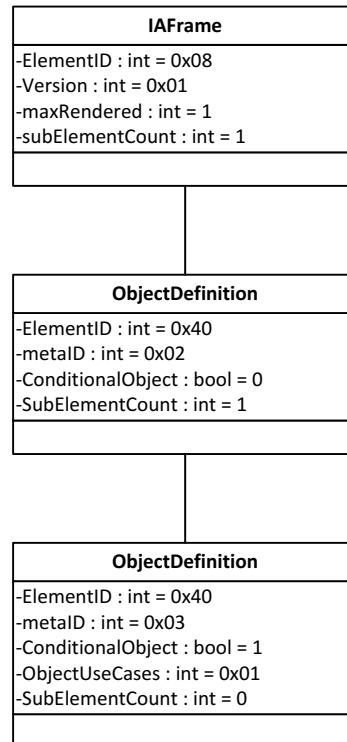 IAFrame
-ElementID : int = 0x08
-Version : int = 0x01
-maxRendered : int = 1
-subElementCount : int = 1
ObjectDefinition
-ElementID : int = 0x40
-metaID : int = 0x02
-ConditionalObject : bool = 0
-SubElementCount : int = 1
ObjectDefinition
-ElementID : int = 0x40
-metaID : int = 0x03
-ConditionalObject : bool = 1
-ObjectUseCases : int = 0x01
-SubElementCount : int = 0